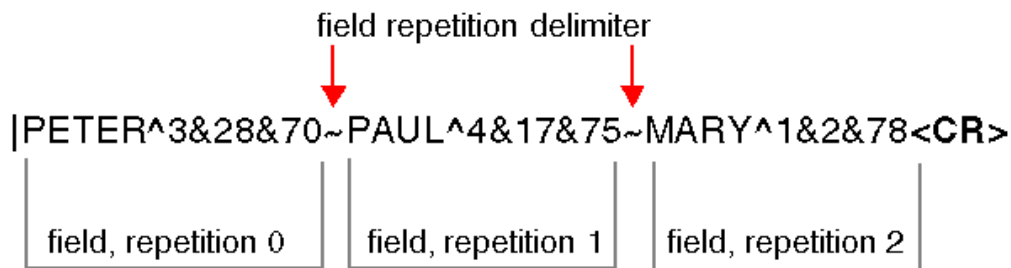 field repetition delimiter
|PETER^3&28&70~PAUL^4&17&75~MARY^1&2&78<CR>
field, repetition 0 field, repetition 1 field, repetition 2